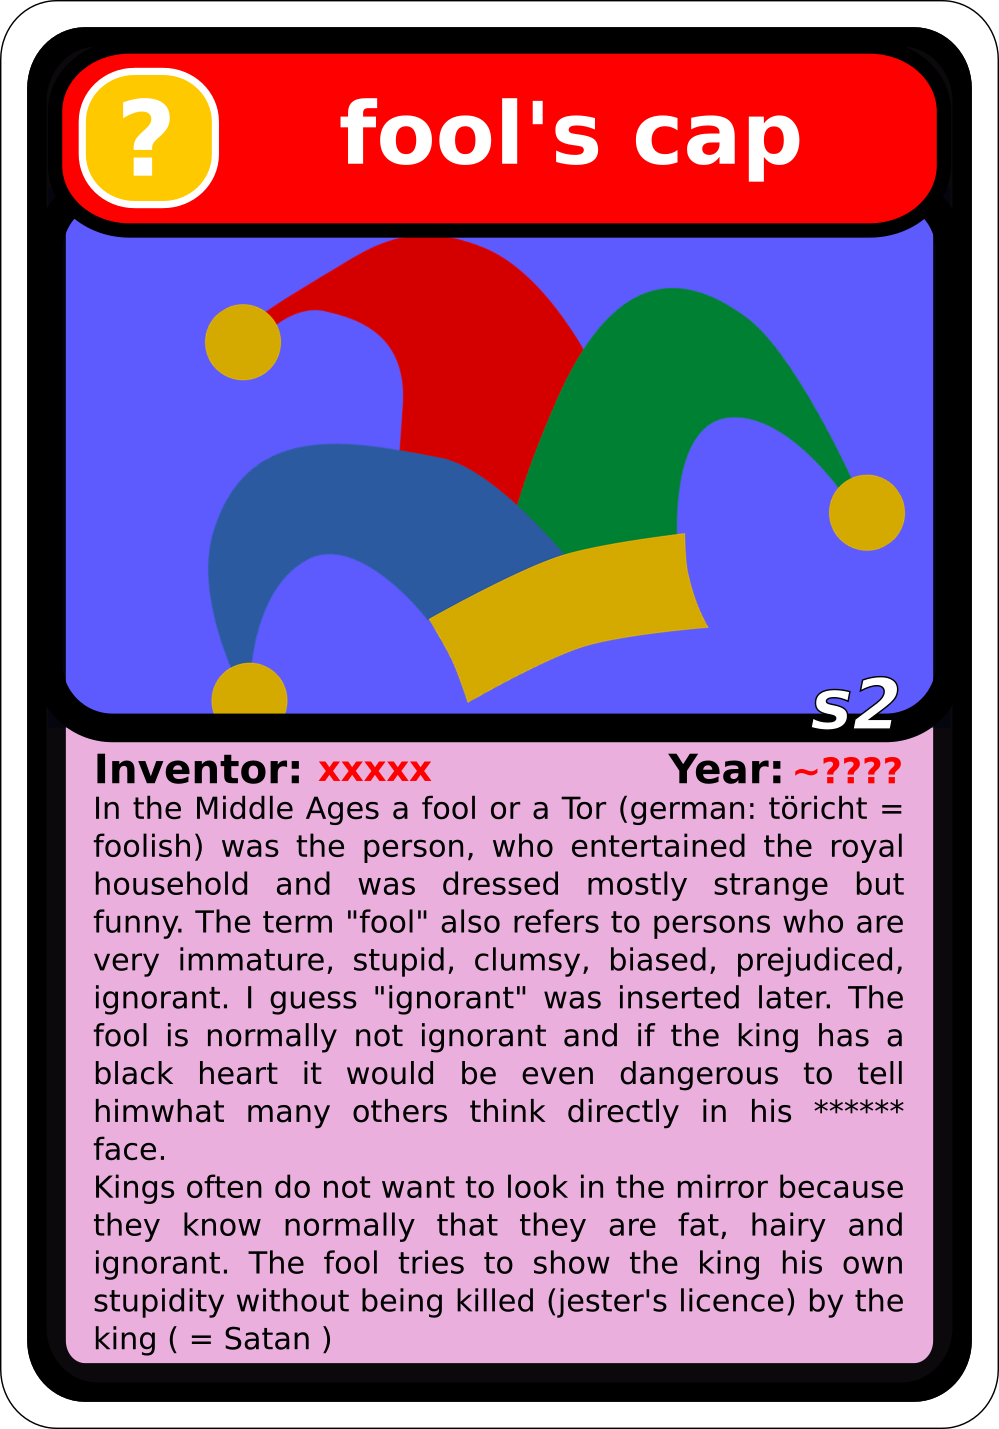 ?
fool's cap
s2
Inventor: xxxxx Year: ~????
In the Middle Ages a fool or a Tor (german: töricht =
foolish) was the person, who entertained the royal
household and was dressed mostly strange but
funny. The term "fool" also refers to persons who are
very immature, stupid, clumsy, biased, prejudiced,
ignorant. I guess "ignorant" was inserted later. The
fool is normally not ignorant and if the king has a
black heart it would be even dangerous to tell
himwhat many others think directly in his ******
face.
Kings often do not want to look in the mirror because
they know normally that they are fat, hairy and
ignorant. The fool tries to show the king his own
stupidity without being killed (jester's licence) by the
king ( = Satan )